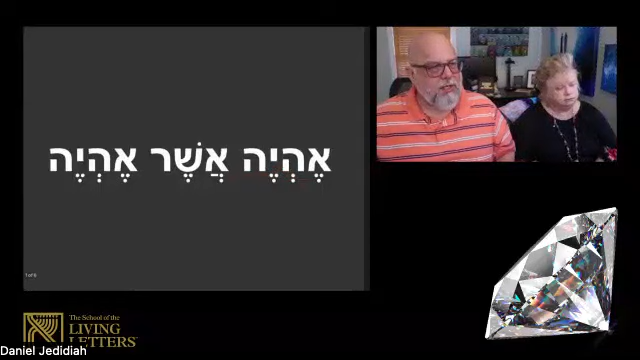 אֶהְיֶה אֲשֶׁר אֶהְיֶה
The School of the
LIVING
LETTERS
Daniel Jedidiah